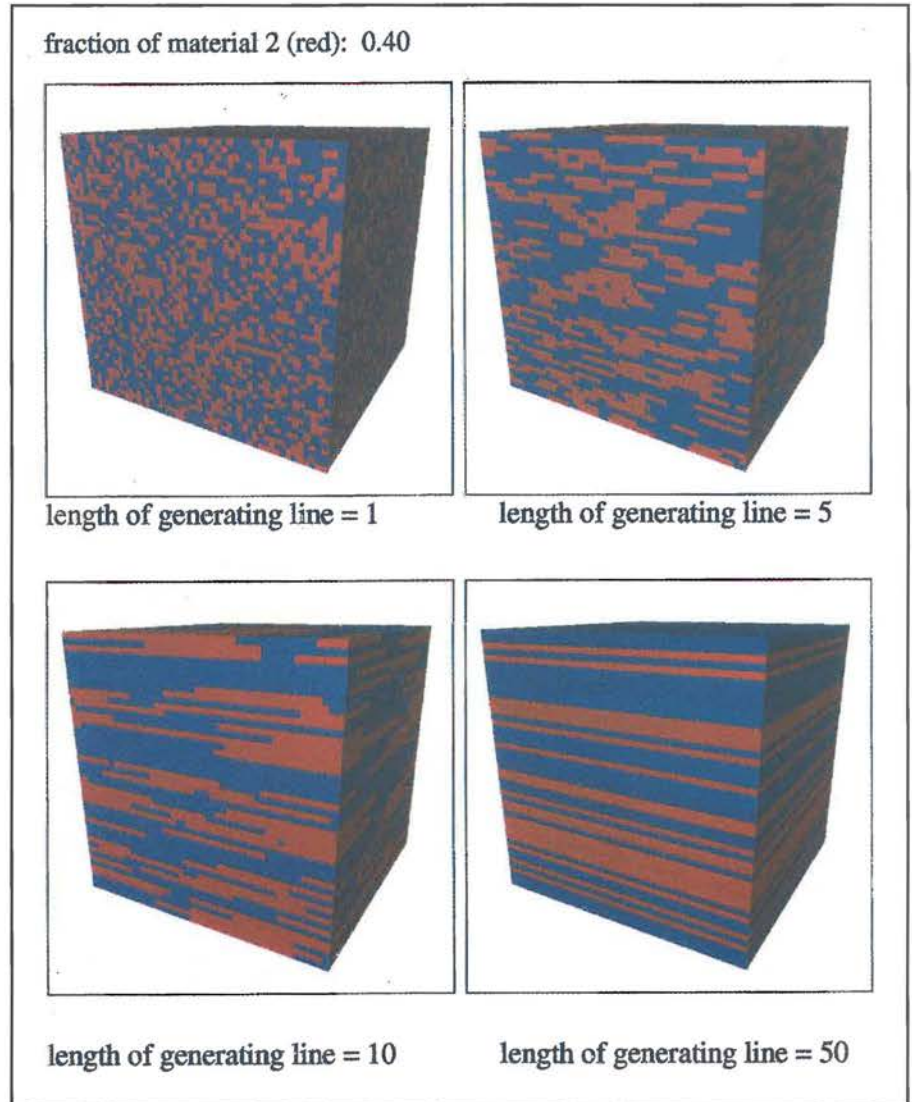 fraction of material 2 (red): 0.40
length of generating line = 1
length of generating line = 5
length of generating line = 10
length of generating line = 50